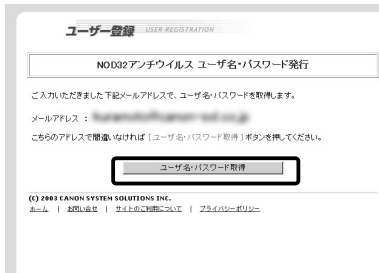 ユーザー登録 USER REGISTRATION
NOD32アンチウイルス ユーザ名・パスワード発行
ご入力いただきました下記メールアドレスで、ユーザ名・パスワードを取得します。
メールアドレス :
こちらのアドレスで間違いなければ [ユーザ名・パスワード取得] ボタンを押してください。
ユーザ名・パスワード取得
(C) 2003 CANON SYSTEM SOLUTIONS INC.
ホーム | お問い合せ | サイトのご利用について | プライバシーポリシー